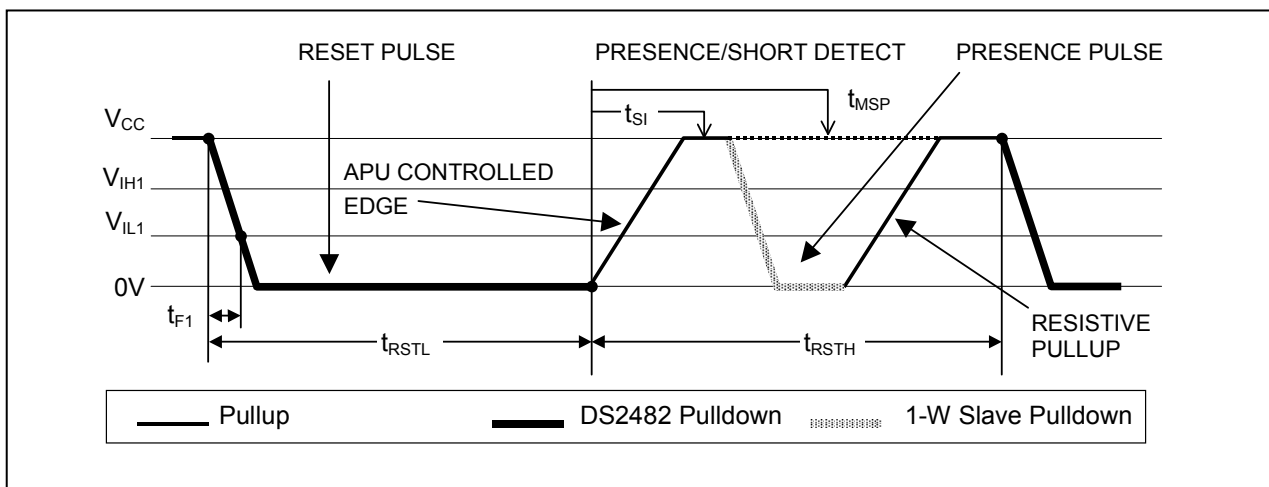 RESET PULSE
PRESENCE/SHORT DETECT
PRESENCE PULSE
tMSP
tSI
VCC
APU CONTROLLED
EDGE
VIH1
VIL1
0V
tF1
tRSTL
tRSTH
RESISTIVE
PULLUP
Pullup
DS2482 Pulldown
1-W Slave Pulldown